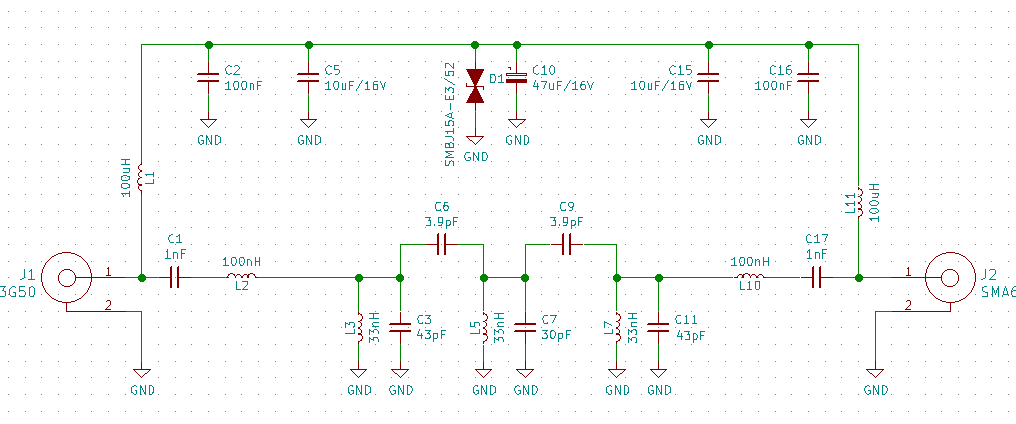 C2
100nF
GND
C5
10uF/16V
GND
SMBJ15A-E3/52
D1
GND
C10
47uF/16V
GND
C15
10uF/16V
GND
C16
100nF
GND
100uH
L1
L11
100uH
C6
3.9pF
C9
3.9pF
J1
3G50
1
2
GND
C1
1nF
100nH
L2
L3
33nH
GND
C3
43pF
GND
L5
33nH
GND
C7
30pF
GND
L7
33nH
GND
C11
43pF
GND
100nH
L10
C17
1nF
1
2
GND
J2
SMA6